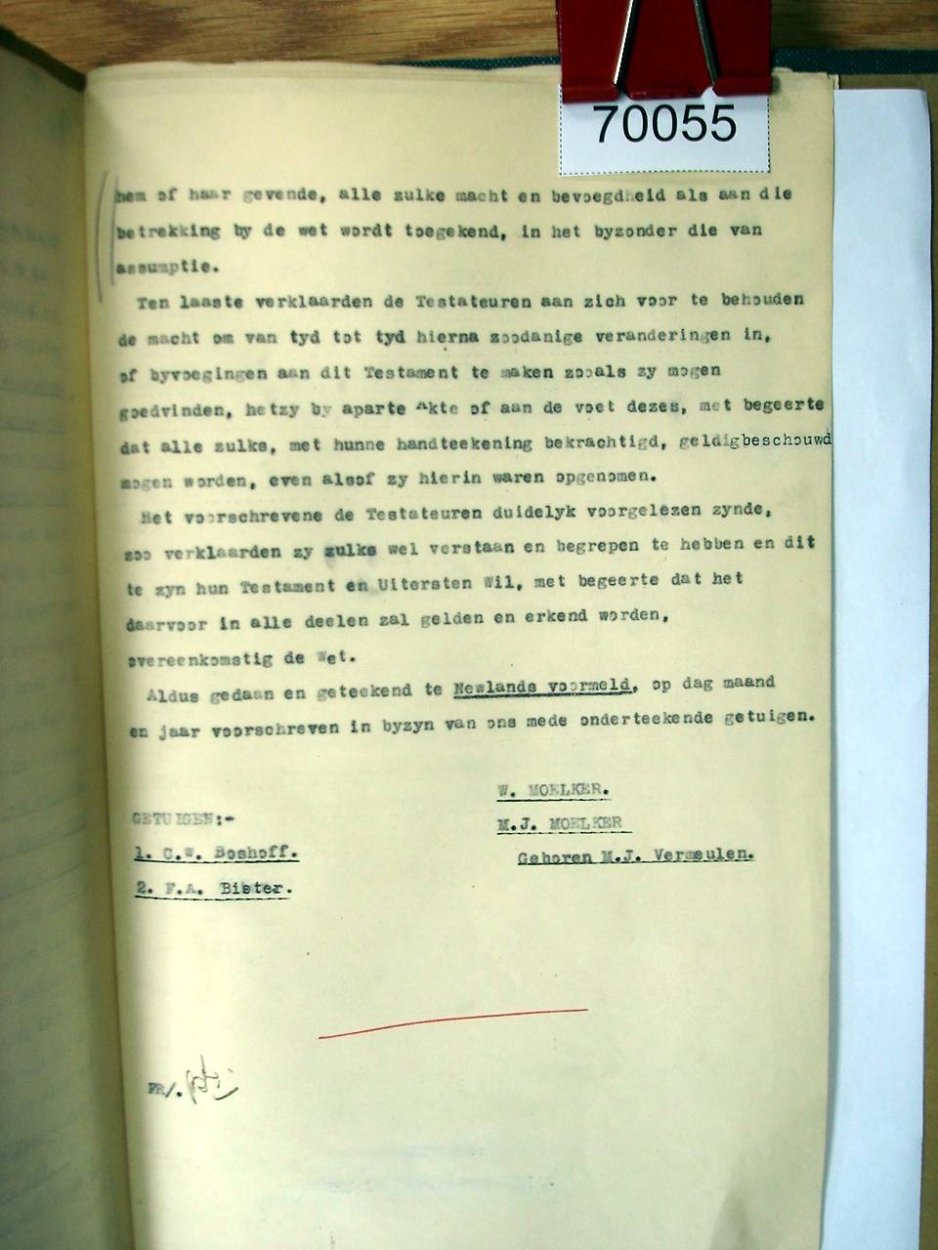 70055
hem of haar gevende, alle zulke macht en bevoegdheid als aan die
betrekking by de wet wordt toegekend, in het byzonder die van
assumptie.
Ten laaste verklaarden de Testateuren aan zich voor te behouden
de macht om van tyd tot tyd hierna zoodanige veranderingen in,
of byvoegingen aan dit Testament te maken zooals zy mogen
goedvinden, hetzy by aparte Akte of aan de voet dezes, met begeerte
dat alle zulks, met hunne handteekening bekrachtigd, geldigbeschouwd
mogen worden, even alsof zy hierin waren opgenomen.
Het voorschrevene de Testateuren duidelyk voorgelezen zynde,
zoo verklaarden zy zulks wel verstaan en begrepen te hebben en dit
te zyn hun Testament en Uitersten Wil, met begeerte dat het
daarvoor in alle deelen zal gelden en erkend worden,
overeenkomstig de Wet.
Aldus gedaan en geteekend te Newlands voormeld, op dag maand
en jaar voorschreven in byzyn van ons mede onderteekende getuigen.
W. MOELKER.
GETUIGEN:-
M.J. MOELKER
1. C.W. Boshoff.
Geboren M.J. Vermeulen.
2. F.A. Bister.
FR/.